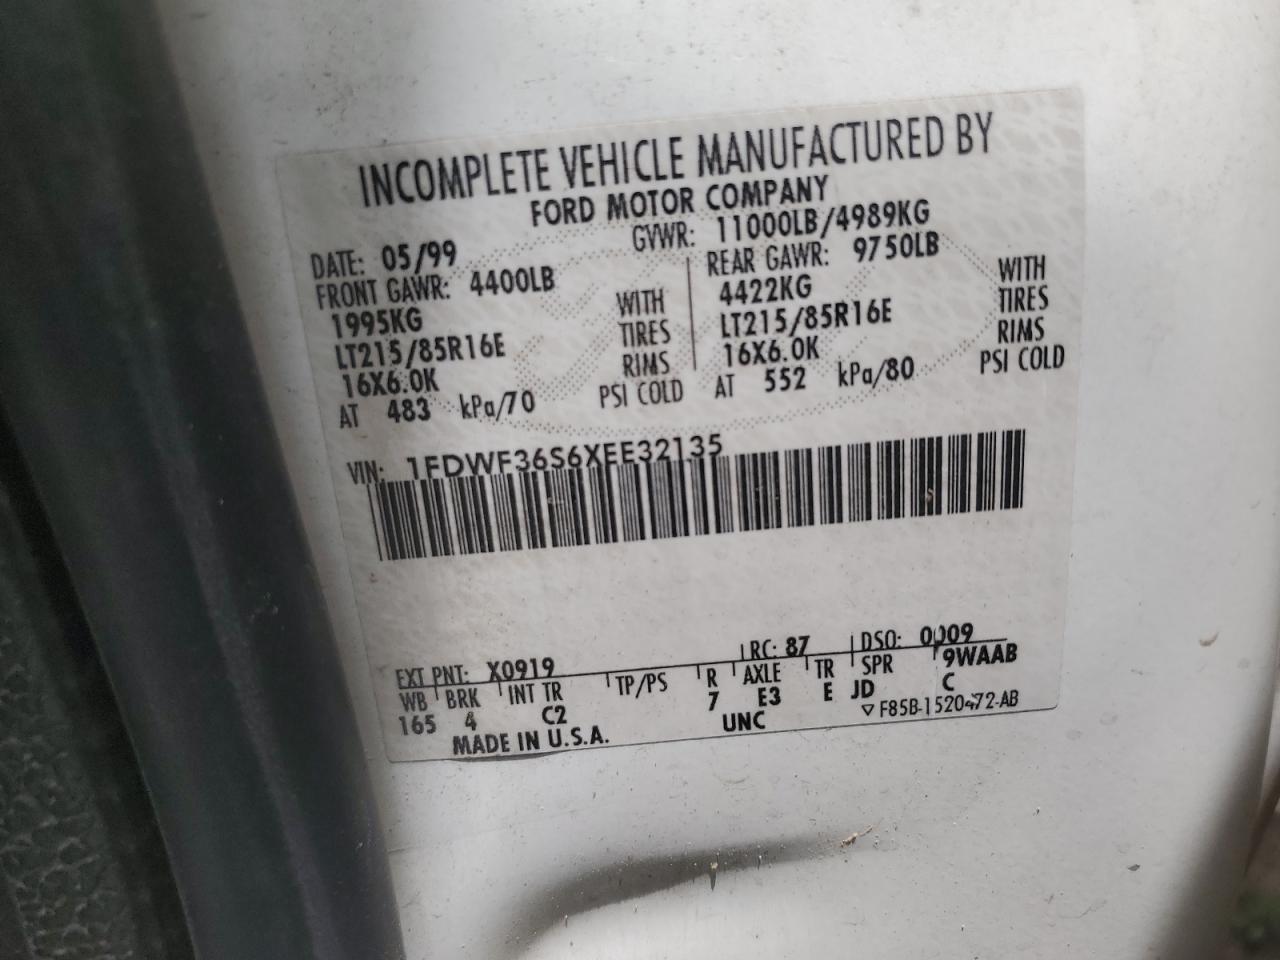 INCOMPLETE VEHICLE MANUFACTURED BY
FORD MOTOR COMPANY
DATE: 05/99 GVWR: 11000LB/4989KG
FRONT GAWR: 4400LB REAR GAWR: 9750LB
1995KG WITH 4422KG WITH
LT215/85R16E TIRES LT215/85R16E TIRES
16X6.0K RIMS 16X6.0K RIMS
AT 483 kPa/70 PSI COLD AT 552 kPa/80 PSI COLD
VIN: 1FDWF36S6XEE32135
EXT PNT: X0919 RC: 87 DSO: 0009
WB BRK INT TR TP/PS R AXLE TR SPR 9WAAB
165 4 C2 7 E3 E JD C
MADE IN U.S.A. UNC ▽ F85B-1520472-AB